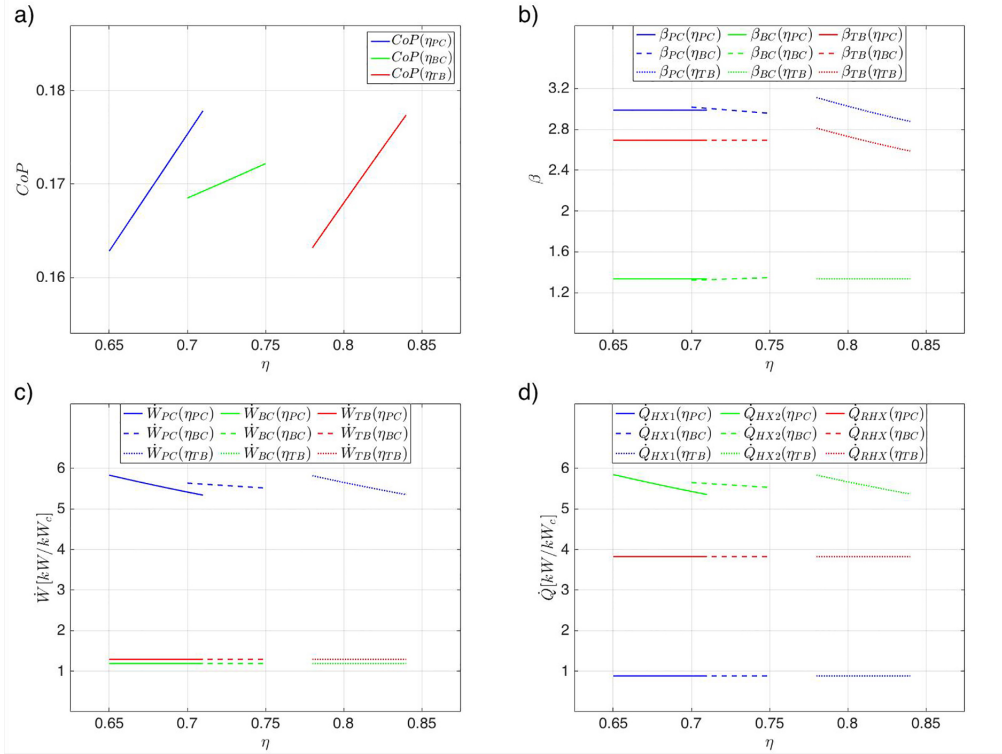 a)
CoP(η_PC)
CoP(η_BC)
CoP(η_TB)
0.18
0.17
0.16
CoP
0.65 0.7 0.75 0.8 0.85
η
b)
β_PC(η_PC) β_BC(η_PC) β_TB(η_PC)
β_PC(η_BC) β_BC(η_BC) β_TB(η_BC)
β_PC(η_TB) β_BC(η_TB) β_TB(η_TB)
3.2
2.8
2.4
2
1.6
1.2
β
0.65 0.7 0.75 0.8 0.85
η
c)
Ẇ_PC(η_PC) Ẇ_BC(η_PC) Ẇ_TB(η_PC)
Ẇ_PC(η_BC) Ẇ_BC(η_BC) Ẇ_TB(η_BC)
Ẇ_PC(η_TB) Ẇ_BC(η_TB) Ẇ_TB(η_TB)
6
5
4
3
2
1
Ẇ[kW/kW_c]
0.65 0.7 0.75 0.8 0.85
η
d)
Q̇_HX1(η_PC) Q̇_HX2(η_PC) Q̇_RHX(η_PC)
Q̇_HX1(η_BC) Q̇_HX2(η_BC) Q̇_RHX(η_BC)
Q̇_HX1(η_TB) Q̇_HX2(η_TB) Q̇_RHX(η_TB)
6
5
4
3
2
1
Q̇[kW/kW_c]
0.65 0.7 0.75 0.8 0.85
η